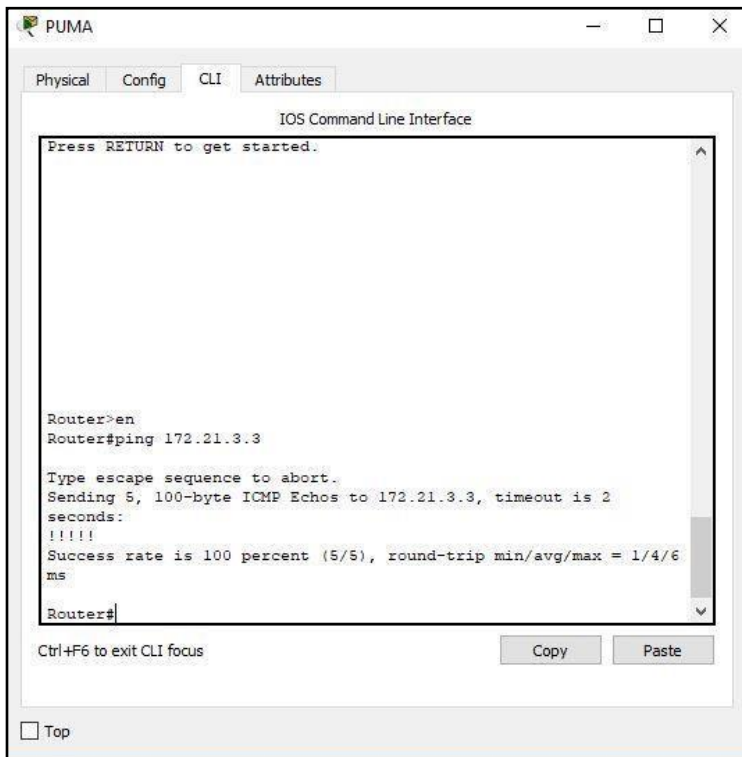 PUMA
Physical Config CLI Attributes
IOS Command Line Interface
Press RETURN to get started.
Router>en
Router#ping 172.21.3.3
Type escape sequence to abort.
Sending 5, 100-byte ICMP Echos to 172.21.3.3, timeout is 2
seconds:
!!!!!
Success rate is 100 percent (5/5), round-trip min/avg/max = 1/4/6
ms
Router#
Ctrl+F6 to exit CLI focus
Copy Paste
Top